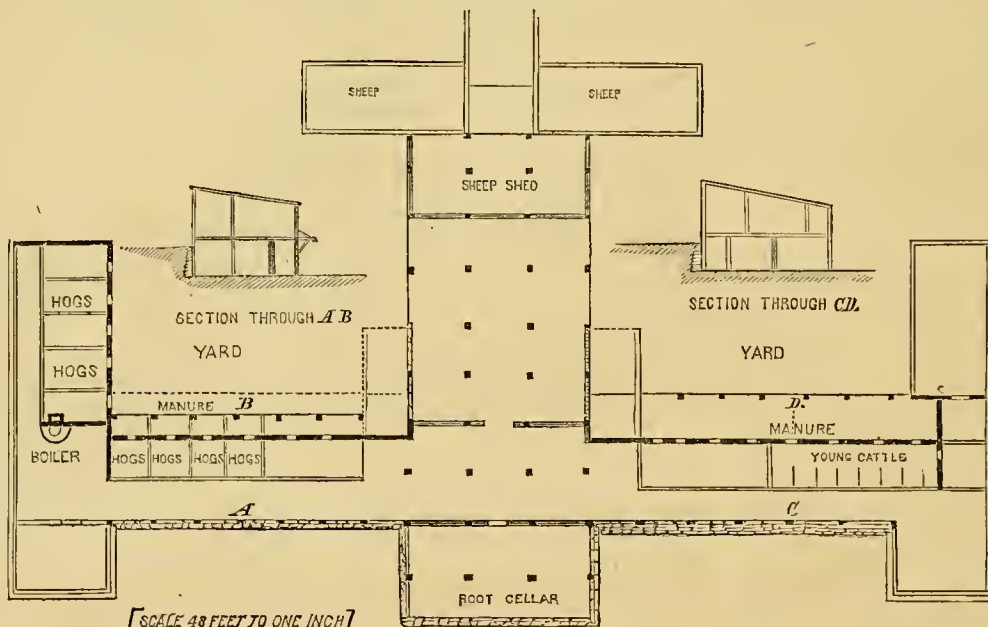 SHEEP
SHEEP
SHEEP SHED
HOGS
HOGS
SECTION THROUGH A B
YARD
SECTION THROUGH CD.
YARD
MANURE
B
D.
MANURE
BOILER
HOGS HOGS HOGS HOGS
YOUNG CATTLE
A
C
ROOT CELLAR
[SCALE 48 FEET TO ONE INCH]